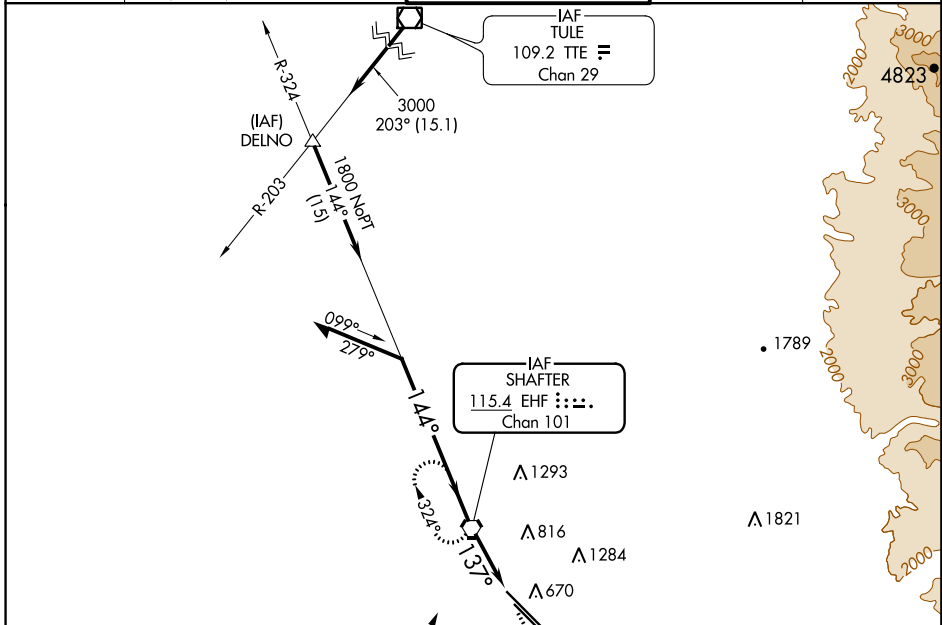 IAF
TULE
109.2 TTE
Chan 29
3000
2000
4823
R-324
3000
203° (15.1)
(IAF)
DELNO
1800 NoPT
144°
(15)
R-203
3000
099°
279°
1789
2000
3000
IAF
SHAFTER
115.4 EHF
Chan 101
144°
1293
324°
1821
816
137°
1284
2000
670